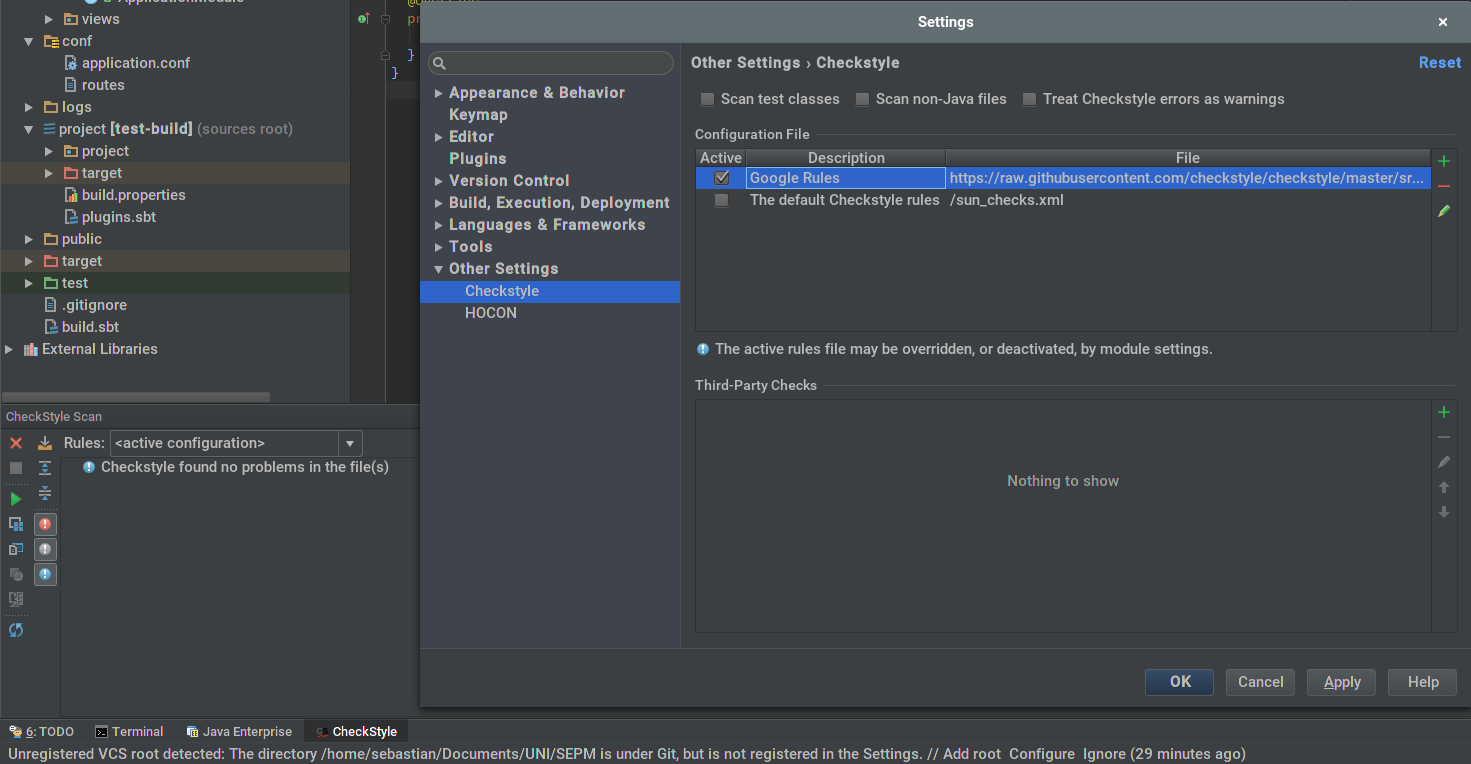 views
conf
application.conf
routes
logs
project [test-build] (sources root)
project
target
build.properties
plugins.sbt
public
target
test
.gitignore
build.sbt
External Libraries
}
}
Settings
Appearance & Behavior
Keymap
Editor
Plugins
Version Control
Build, Execution, Deployment
Languages & Frameworks
Tools
Other Settings
Checkstyle
HOCON
Other Settings › Checkstyle
Reset
Scan test classes Scan non-Java files Treat Checkstyle errors as warnings
Configuration File
Active Description File
Google Rules https://raw.githubusercontent.com/checkstyle/checkstyle/master/sr...
The default Checkstyle rules /sun_checks.xml
The active rules file may be overridden, or deactivated, by module settings.
Third-Party Checks
Nothing to show
OK Cancel Apply Help
CheckStyle Scan
Rules: <active configuration>
Checkstyle found no problems in the file(s)
6: TODO Terminal Java Enterprise CheckStyle
Unregistered VCS root detected: The directory /home/sebastian/Documents/UNI/SEPM is under Git, but is not registered in the Settings. // Add root Configure Ignore (29 minutes ago)